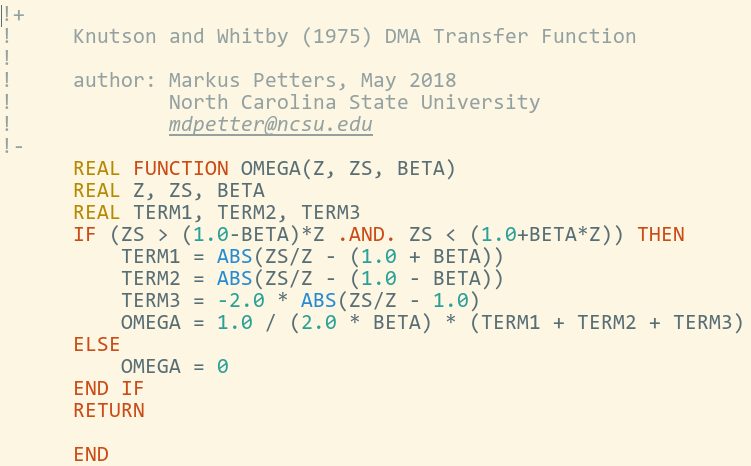 !+
!     Knutson and Whitby (1975) DMA Transfer Function
!
!     author: Markus Petters, May 2018
!             North Carolina State University
!             mdpetter@ncsu.edu
!-
      REAL FUNCTION OMEGA(Z, ZS, BETA)
      REAL Z, ZS, BETA
      REAL TERM1, TERM2, TERM3
      IF (ZS > (1.0-BETA)*Z .AND. ZS < (1.0+BETA*Z)) THEN
          TERM1 = ABS(ZS/Z - (1.0 + BETA))
          TERM2 = ABS(ZS/Z - (1.0 - BETA))
          TERM3 = -2.0 * ABS(ZS/Z - 1.0)
          OMEGA = 1.0 / (2.0 * BETA) * (TERM1 + TERM2 + TERM3)
      ELSE
          OMEGA = 0
      END IF
      RETURN

      END